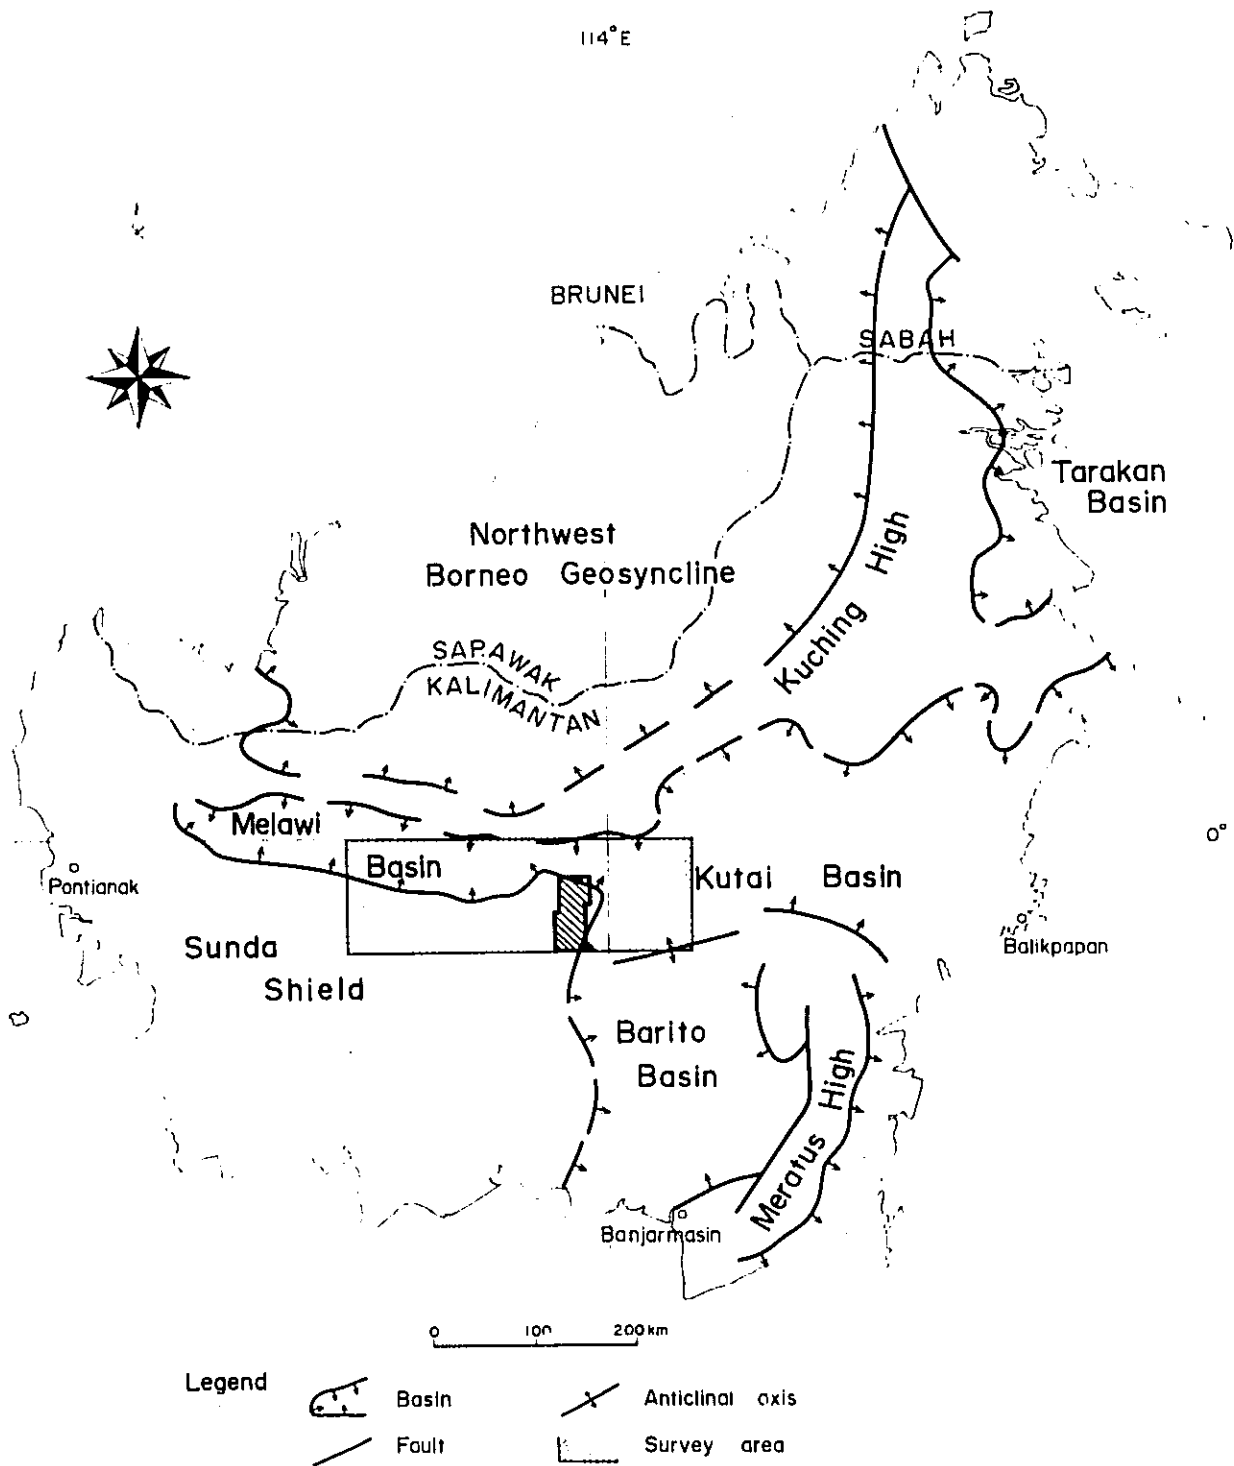 114°E
BRUNEI
SABAH
Tarakan
Basin
Northwest
Borneo Geosyncline
Kuching High
SARAWAK
KALIMANTAN
Melawi
Basin
0°
Pontianak
Kutai Basin
Balikpapan
Sunda
Shield
Barito
Basin
Meratus High
Banjarmasin
0 100 200 km
Legend
Basin
Anticlinal axis
Fault
Survey area